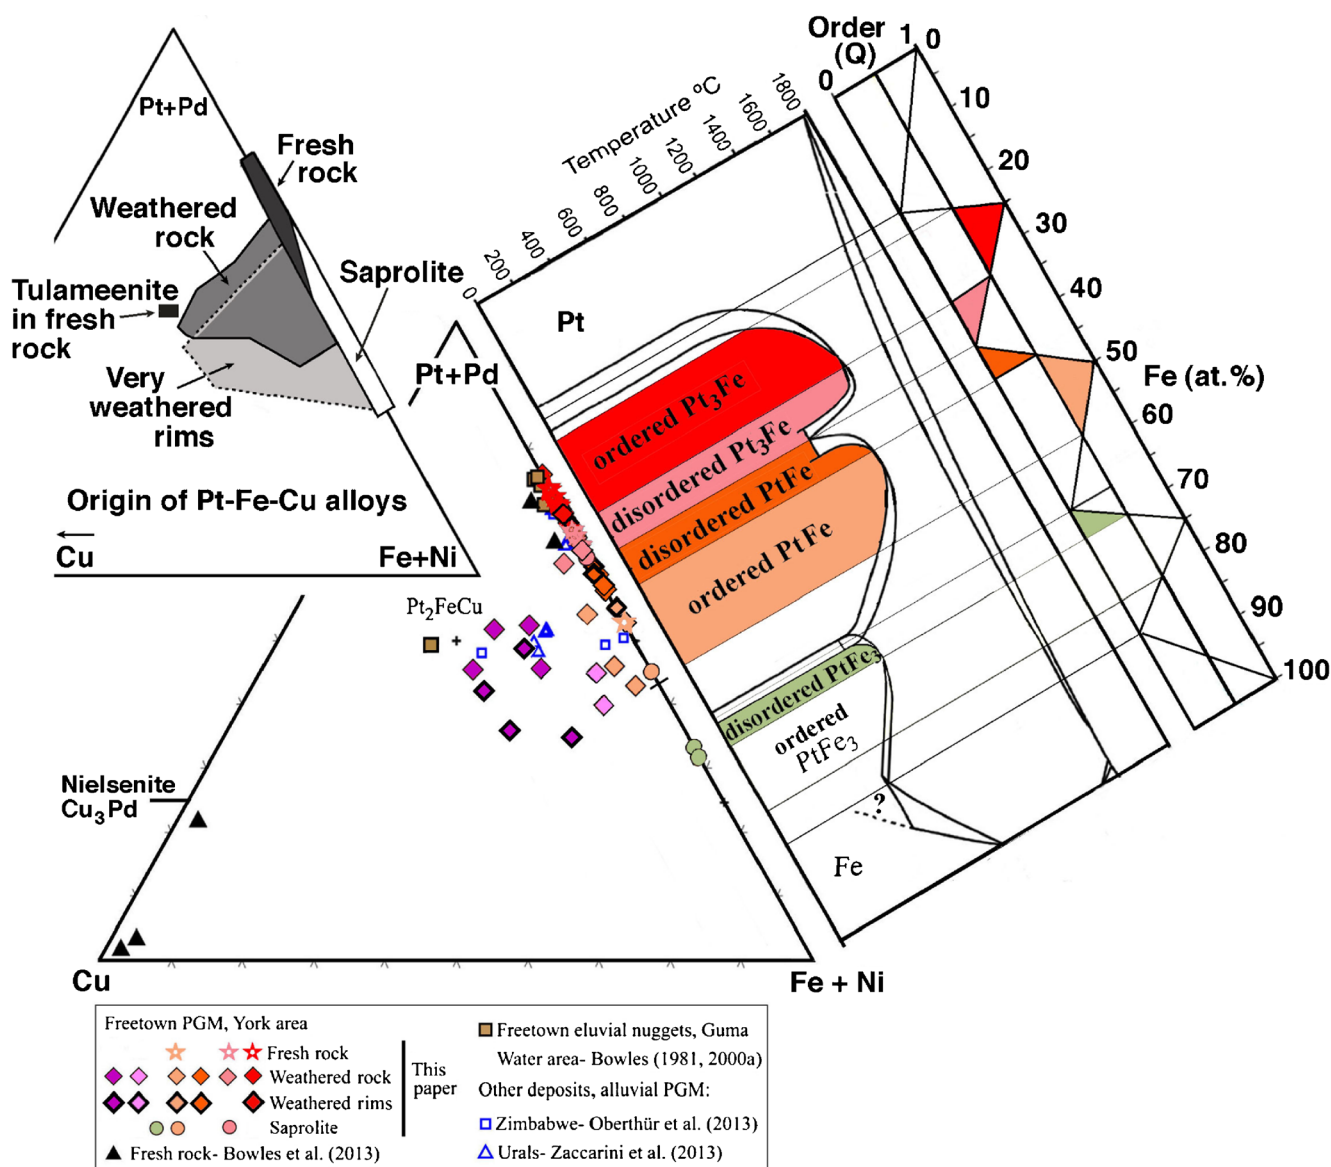 Pt+Pd
Fresh
rock
Weathered
rock
Tulameenite
in fresh
rock
Saprolite
Very
weathered
rims
Origin of Pt-Fe-Cu alloys
Cu
Fe+Ni
Order
(Q)
0
1
0
10
20
30
40
50
Fe (at.%)
60
70
80
90
100
Temperature ºC
0
200
400
600
800
1000
1200
1400
1600
1800
Pt
ordered Pt3Fe
disordered Pt3Fe
disordered PtFe
ordered PtFe
disordered PtFe3
ordered
PtFe3
?
Fe
Pt+Pd
Pt2FeCu
+
Nielsenite
Cu3Pd
Cu
Fe + Ni
Freetown PGM, York area
Fresh rock
Weathered rock
Weathered rims
Saprolite
This
paper
Fresh rock- Bowles et al. (2013)
Freetown eluvial nuggets, Guma
Water area- Bowles (1981, 2000a)
Other deposits, alluvial PGM:
Zimbabwe- Oberthür et al. (2013)
Urals- Zaccarini et al. (2013)